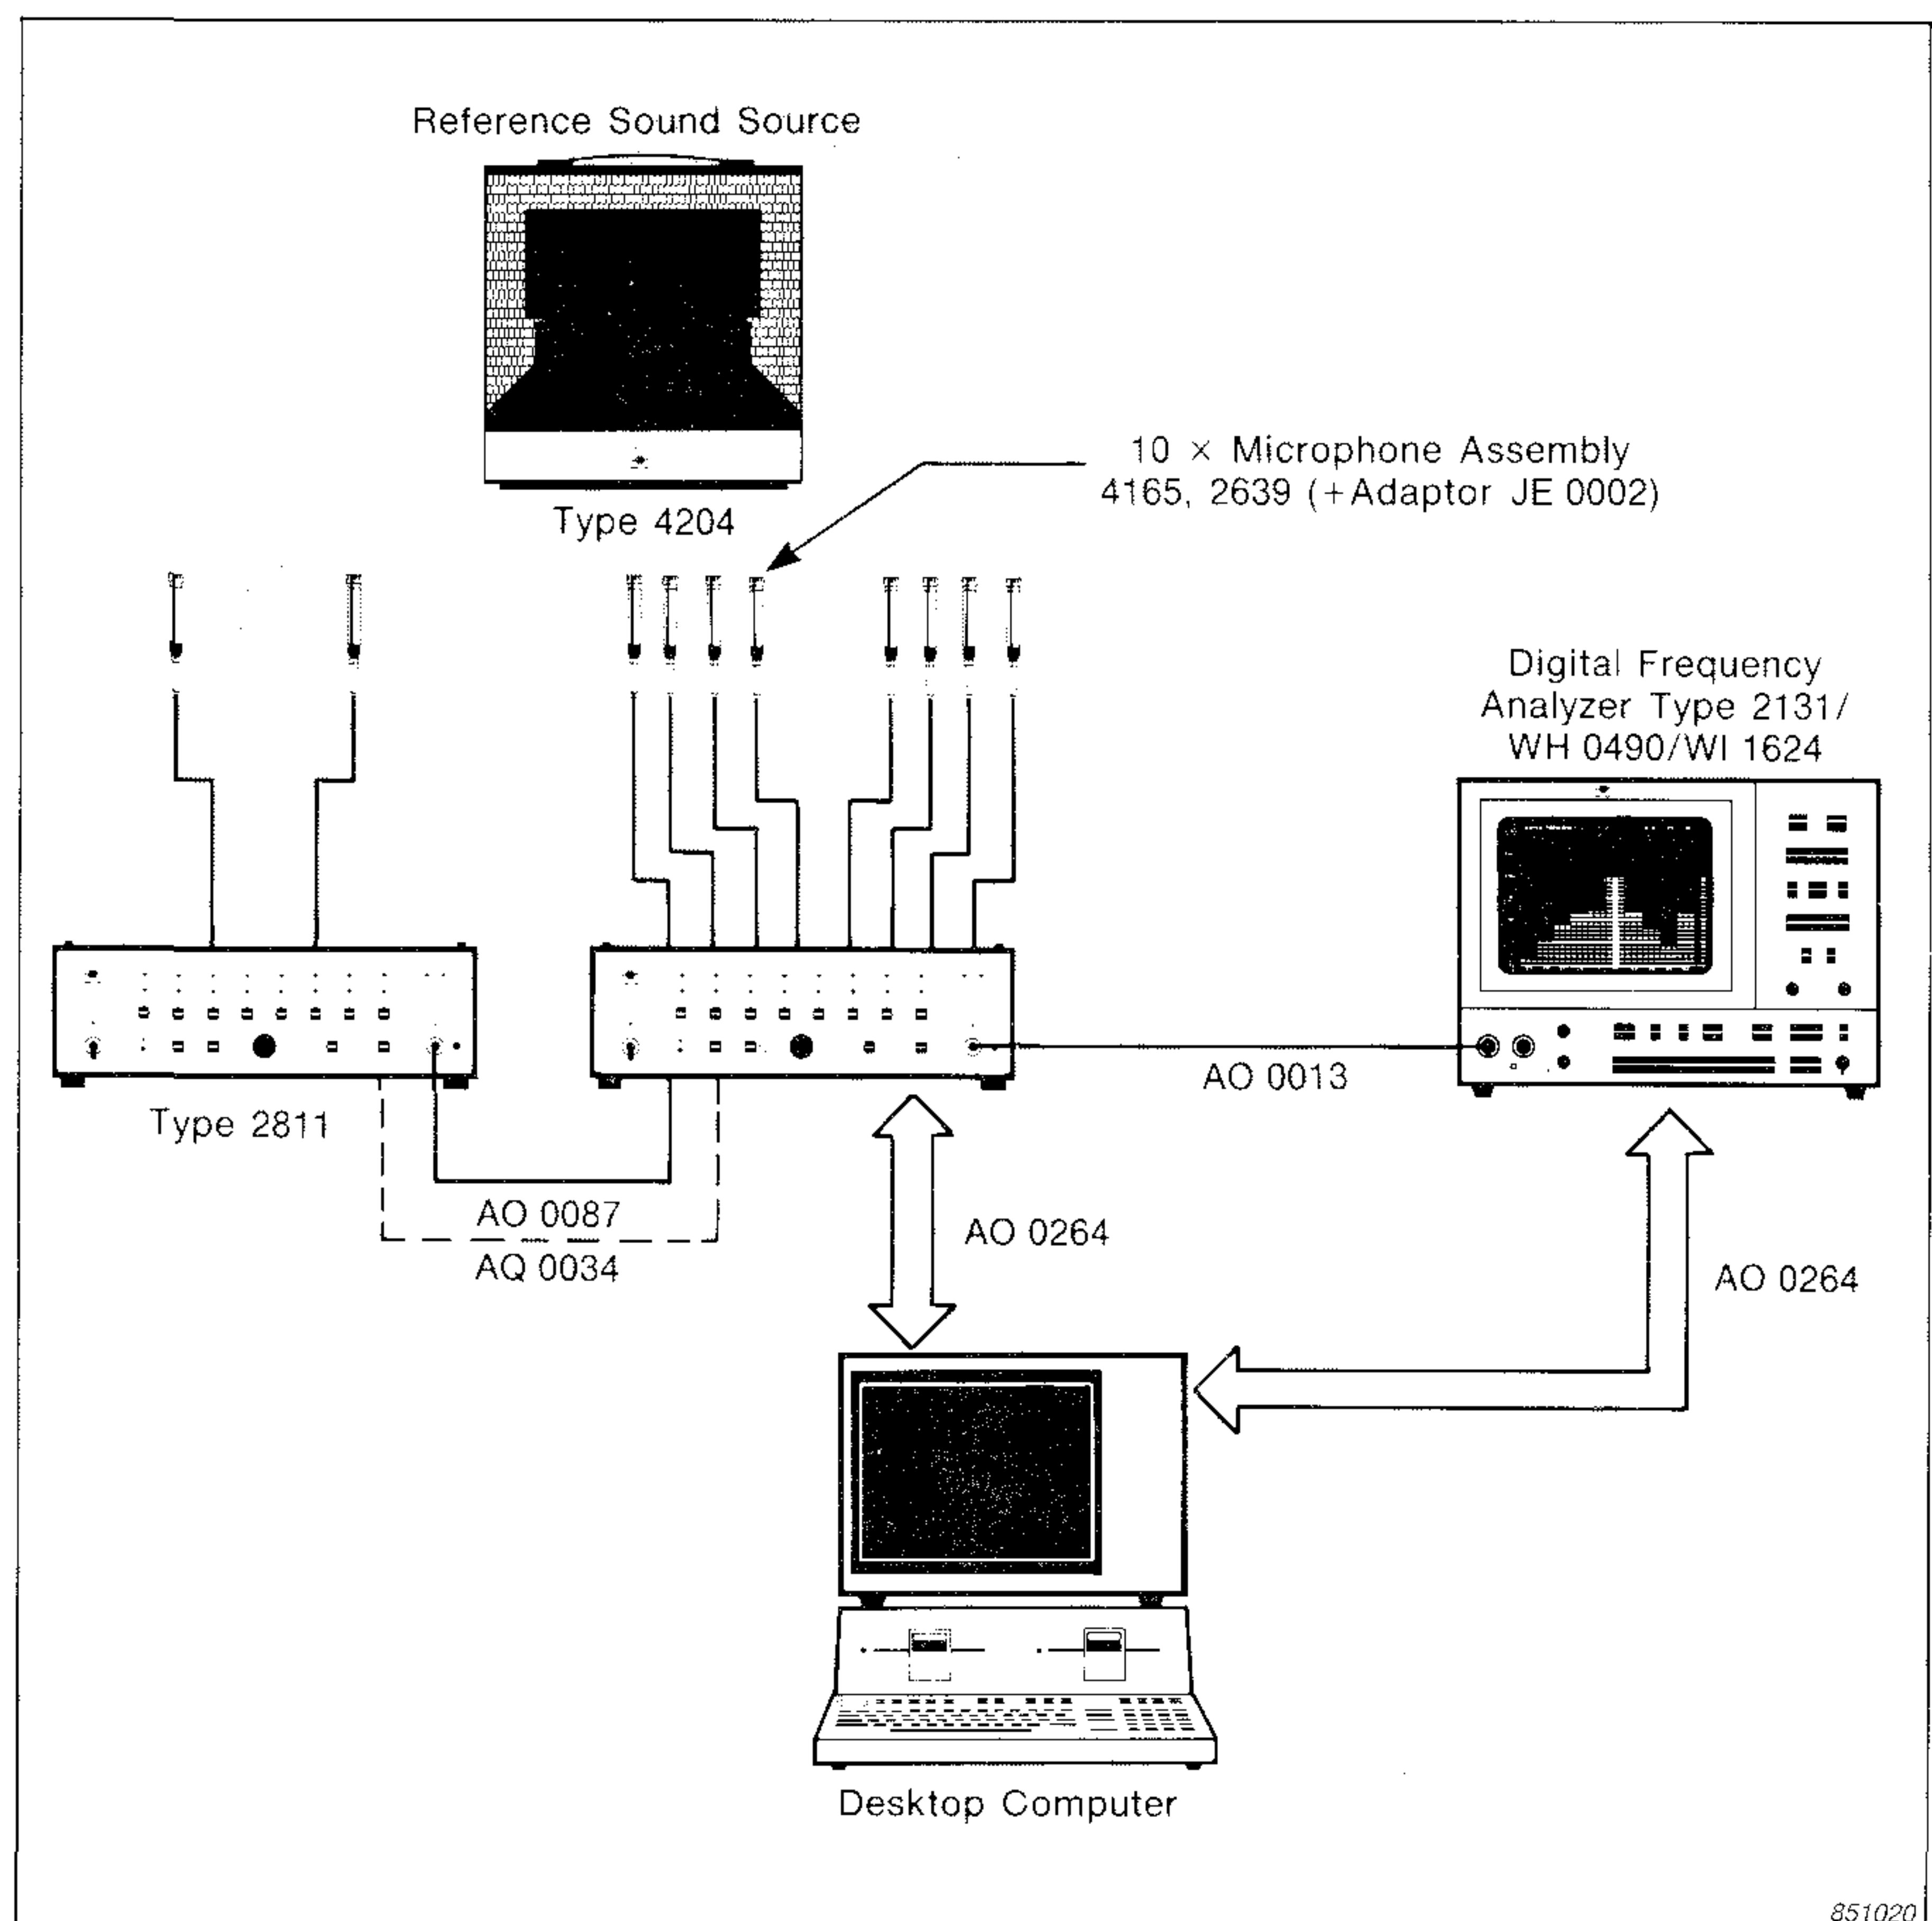 Reference Sound Source
Type 4204
10 × Microphone Assembly
4165, 2639 (+Adaptor JE 0002)
Digital Frequency
Analyzer Type 2131/
WH 0490/WI 1624
Type 2811
AO 0013
AO 0087
AQ 0034
AO 0264
AO 0264
Desktop Computer
851020